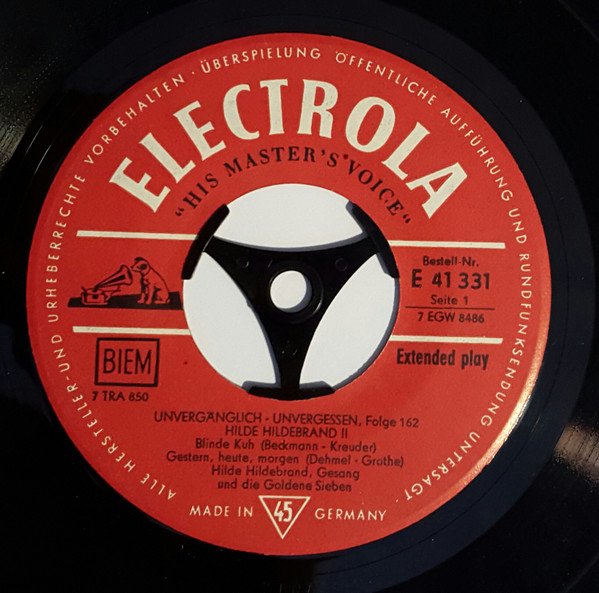 ALLE HERSTELLER- UND URHEBERRECHTE VORBEHALTEN · ÜBERSPIELUNG ÖFFENTLICHE AUFFÜHRUNG UND RUNDFUNKSENDUNG UNTERSAGT ·
ELECTROLA
"HIS MASTER'S VOICE"
Bestell-Nr.
E 41 331
Seite 1
7 EGW 8486
BIEM
7 TRA 850
Extended play
UNVERGÄNGLICH - UNVERGESSEN, Folge 162
HILDE HILDEBRAND II
Blinde Kuh (Beckmann - Kreuder)
Gestern, heute, morgen (Dehmel - Grothe)
Hilde Hildebrand, Gesang
und die Goldene Sieben
MADE IN 45 GERMANY